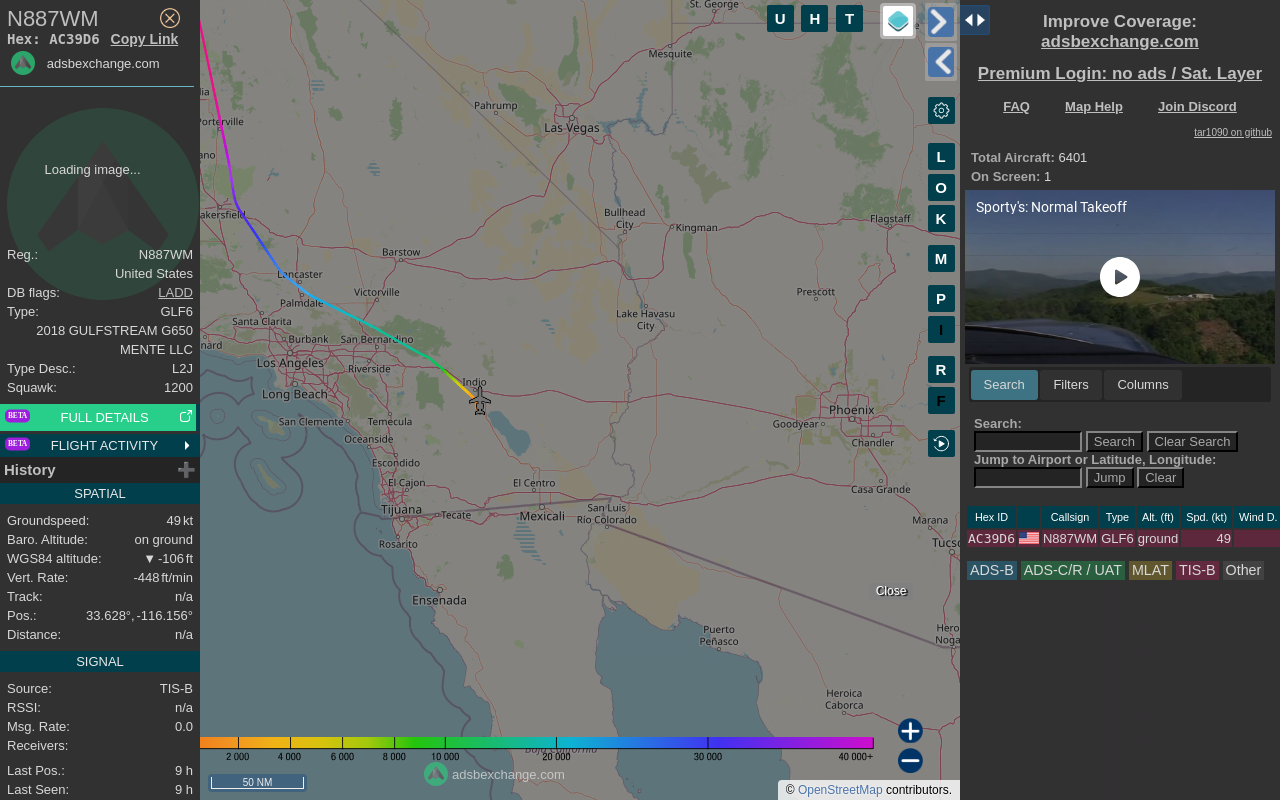 N887WM
Hex: AC39D6 Copy Link
adsbexchange.com
Loading image...
Reg.: N887WM
United States
DB flags: LADD
Type: GLF6
2018 GULFSTREAM G650
MENTE LLC
Type Desc.: L2J
Squawk: 1200
BETA FULL DETAILS
BETA FLIGHT ACTIVITY
History
SPATIAL
Groundspeed: 49 kt
Baro. Altitude: on ground
WGS84 altitude: ▼ -106 ft
Vert. Rate: -448 ft/min
Track: n/a
Pos.: 33.628°, -116.156°
Distance: n/a
SIGNAL
Source: TIS-B
RSSI: n/a
Msg. Rate: 0.0
Receivers:
Last Pos.: 9 h
Last Seen: 9 h
St. George
U H T
Mesquite
Porterville
Pahrump
Las Vegas
akersfield
Bullhead
City
Kingman
Flagstaff
Barstow
Lancaster
Palmdale
Victorville
Prescott
Santa Clarita
Lake Havasu
City
Burbank
San Bernardino
nard
Los Angeles
Riverside
Indio
Long Beach
Phoenix
San Clemente
Temecula
Goodyear
Oceanside
Chandler
Escondido
El Cajon
El Centro
Casa Grande
Tijuana
Tecate
Mexicali
San Luis
Río Colorado
Marana
Rosarito
Tucso
Ensenada
Close
Puerto
Peñasco
Hero
Noga
Heroica
Caborca
Baja California
L
O
K
M
P
I
R
F
2 000 4 000 6 000 8 000 10 000 20 000 30 000 40 000+
adsbexchange.com
50 NM
© OpenStreetMap contributors.
Improve Coverage:
adsbexchange.com
Premium Login: no ads / Sat. Layer
FAQ Map Help Join Discord
tar1090 on github
Total Aircraft: 6401
On Screen: 1
Sporty's: Normal Takeoff
Search Filters Columns
Search:
Search Clear Search
Jump to Airport or Latitude, Longitude:
Jump Clear
Hex ID Callsign Type Alt. (ft) Spd. (kt) Wind D.
AC39D6 N887WM GLF6 ground 49
ADS-B ADS-C/R / UAT MLAT TIS-B Other